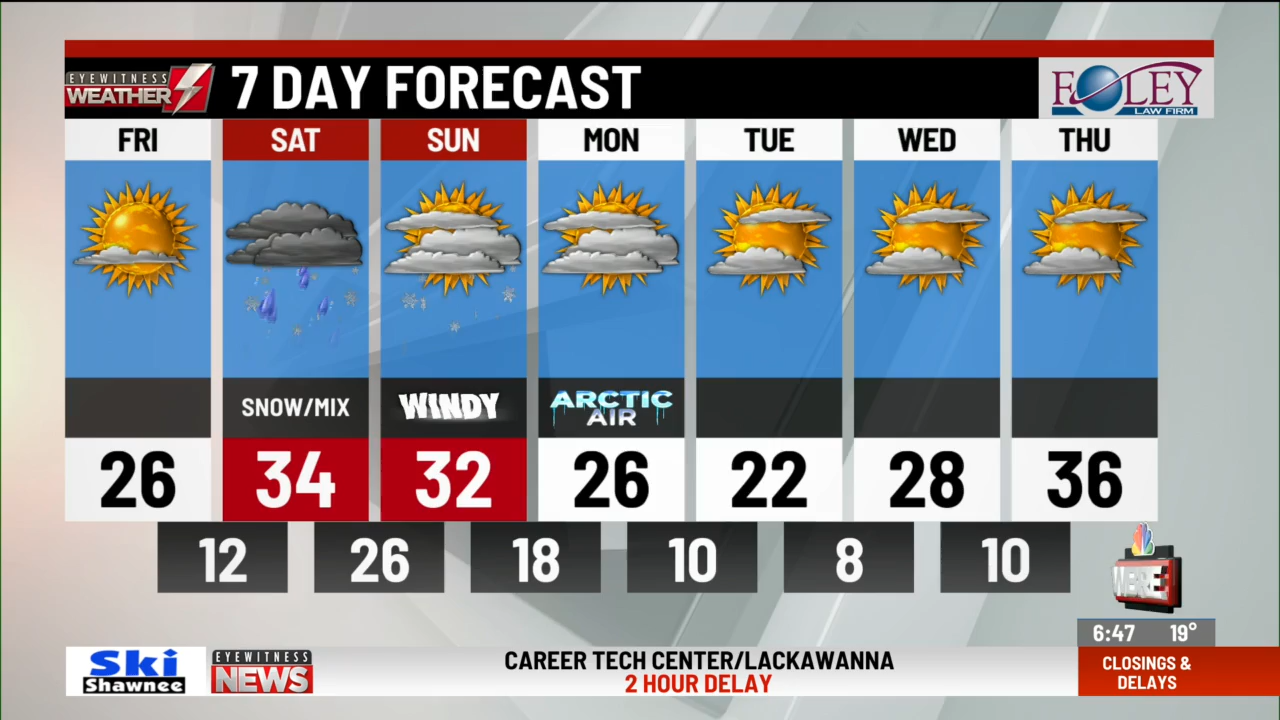 EYEWITNESS
WEATHER
7 DAY FORECAST
FOLEY
LAW FIRM
FRI SAT SUN MON TUE WED THU
SNOW/MIX WINDY ARCTIC AIR
26 34 32 26 22 28 36
12 26 18 10 8 10
WBRE
6:47 19°
Ski
Shawnee
EYEWITNESS
NEWS
CAREER TECH CENTER/LACKAWANNA
2 HOUR DELAY
CLOSINGS &
DELAYS